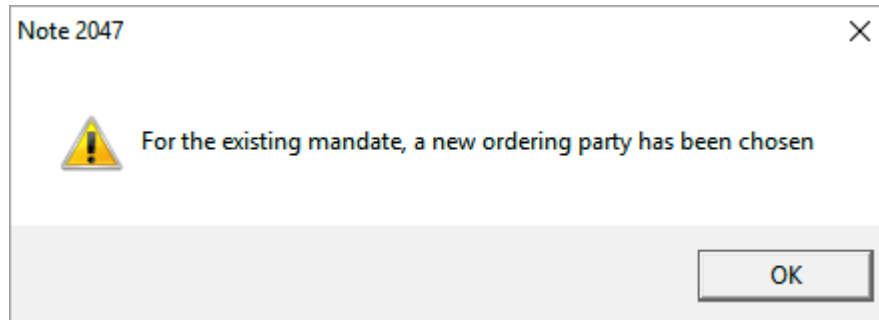 Note 2047
For the existing mandate, a new ordering party has been chosen
OK